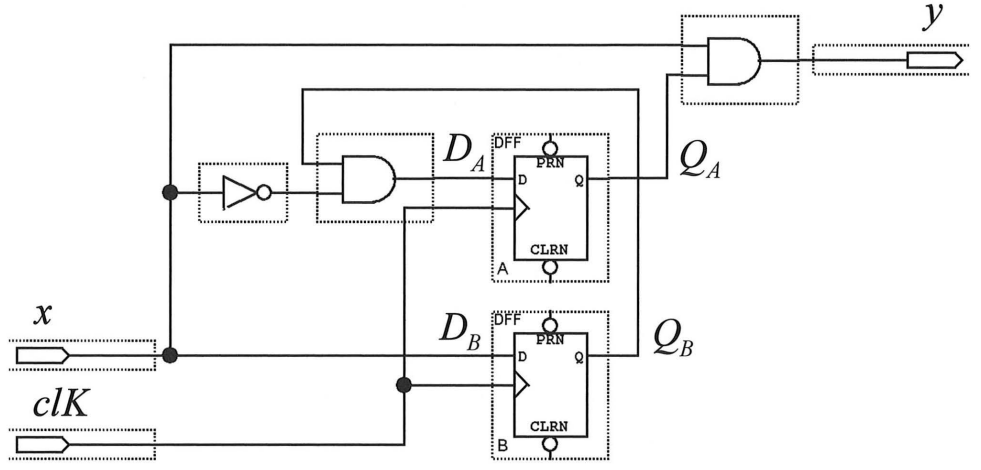 y
D_A
DFF
PRN
D
Q
CLRN
A
Q_A
x
D_B
DFF
PRN
D
Q
CLRN
B
Q_B
clK